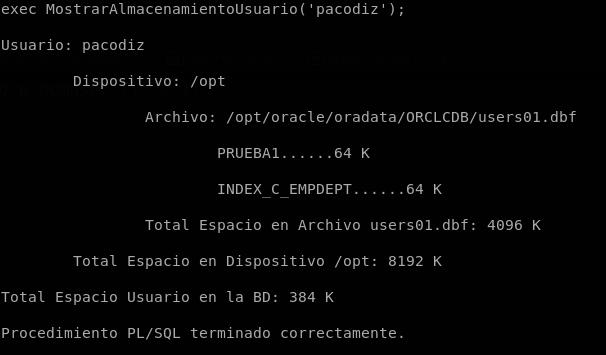 exec MostrarAlmacenamientoUsuario('pacodiz');
Usuario: pacodiz
Dispositivo: /opt
Archivo: /opt/oracle/oradata/ORCLCDB/users01.dbf
PRUEBA1......64 K
INDEX_C_EMPDEPT......64 K
Total Espacio en Archivo users01.dbf: 4096 K
Total Espacio en Dispositivo /opt: 8192 K
Total Espacio Usuario en la BD: 384 K
Procedimiento PL/SQL terminado correctamente.